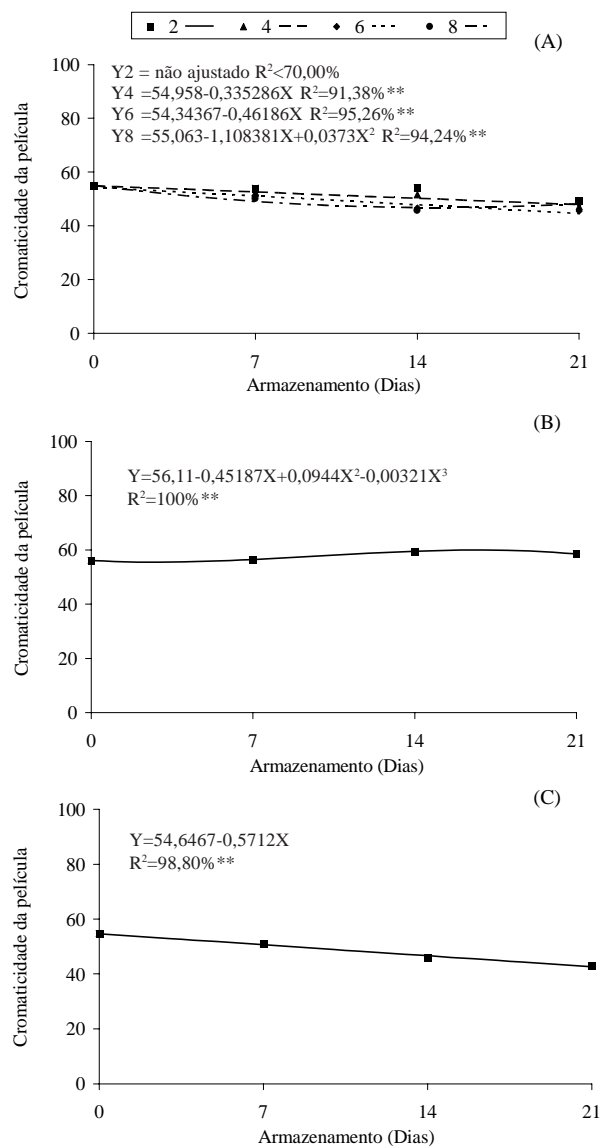 2 4 6 8
(A)
Y2 = não ajustado R²<70,00%
Y4 =54,958-0,335286X R²=91,38%**
Y6 =54,34367-0,46186X R²=95,26%**
Y8 =55,063-1,108381X+0,0373X² R²=94,24%**
Cromaticidade da película
100
80
60
40
20
0
0 7 14 21
Armazenamento (Dias)
(B)
Y=56,11-0,45187X+0,0944X²-0,00321X³
R²=100%**
Cromaticidade da película
100
80
60
40
20
0
0 7 14 21
Armazenamento (Dias)
(C)
Y=54,6467-0,5712X
R²=98,80%**
Cromaticidade da película
100
80
60
40
20
0
0 7 14 21
Armazenamento (Dias)